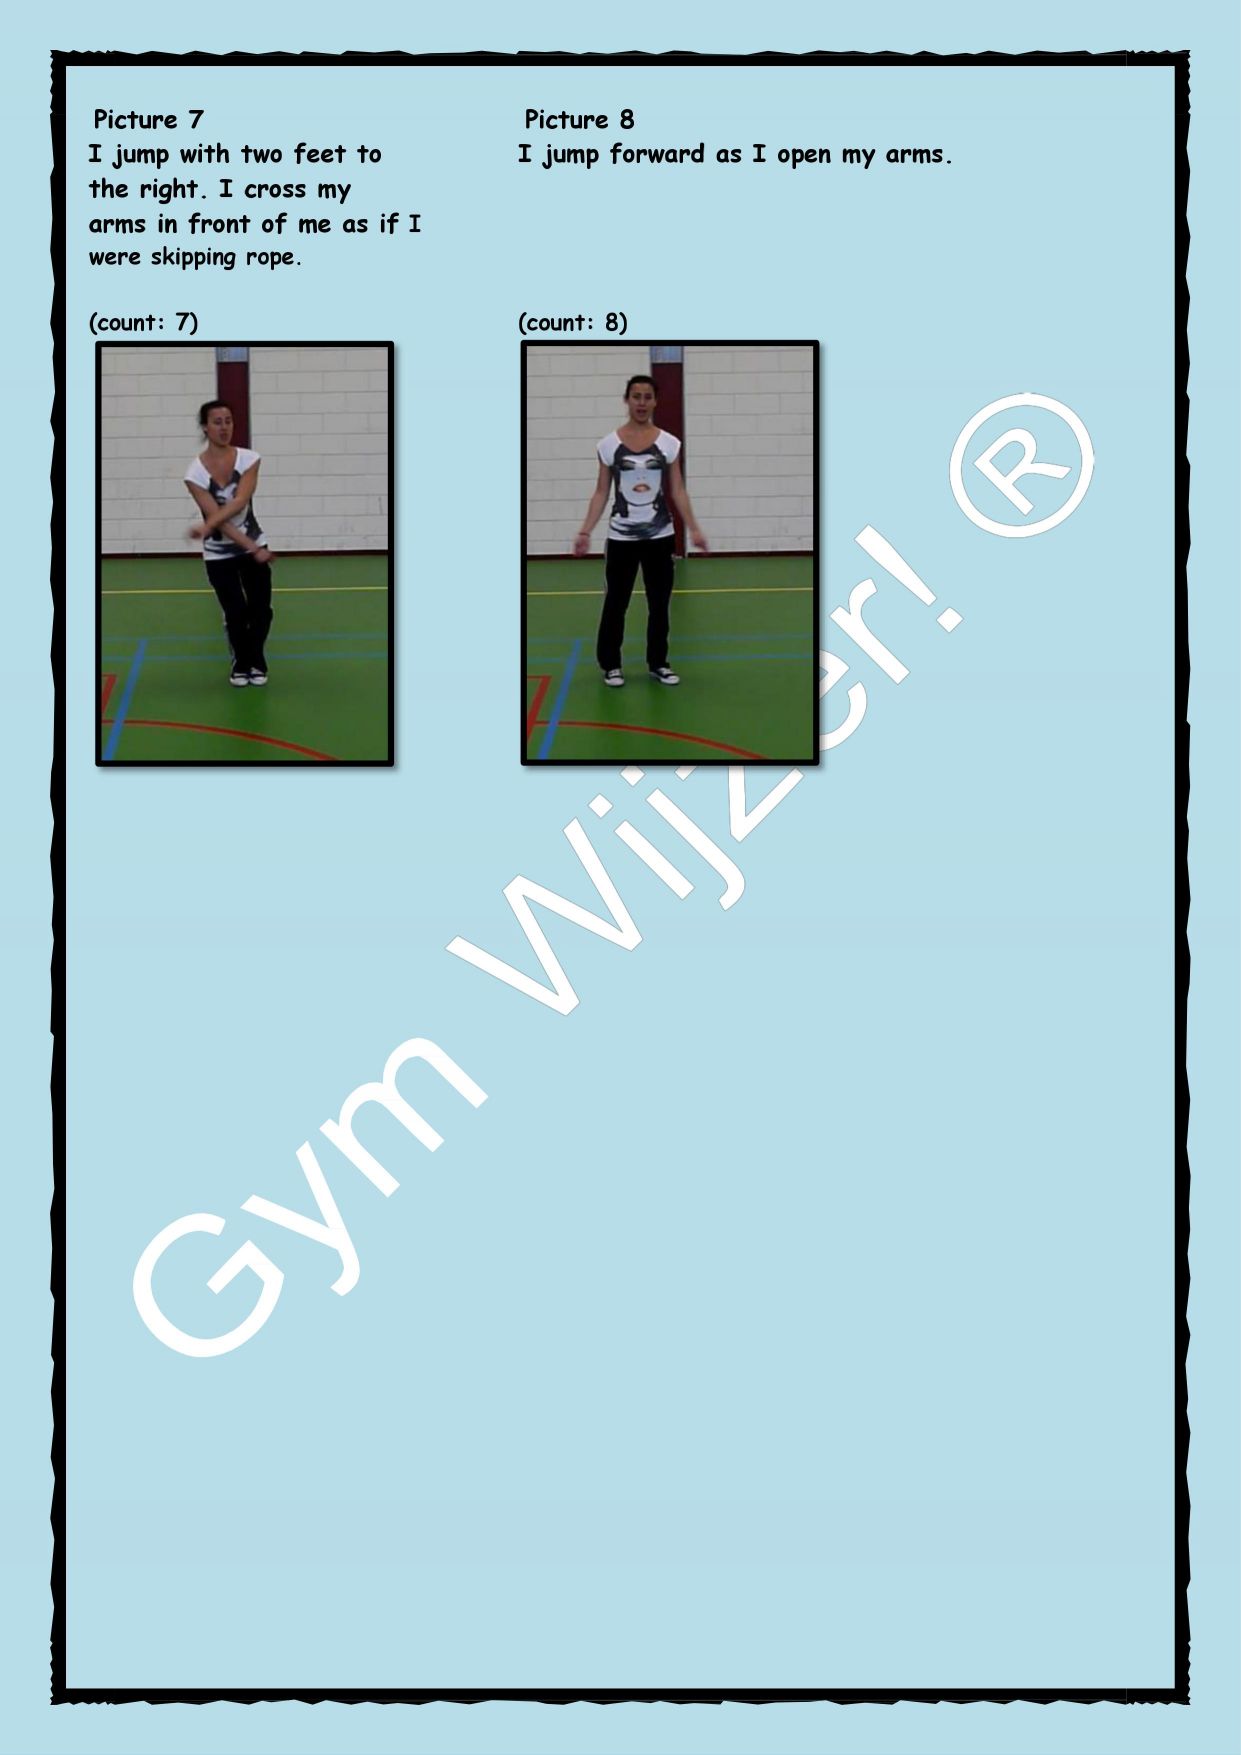 Picture 7
I jump with two feet to
the right. I cross my
arms in front of me as if I
were skipping rope.
(count: 7)
Picture 8
I jump forward as I open my arms.
(count: 8)
Gym Wijzer! ®